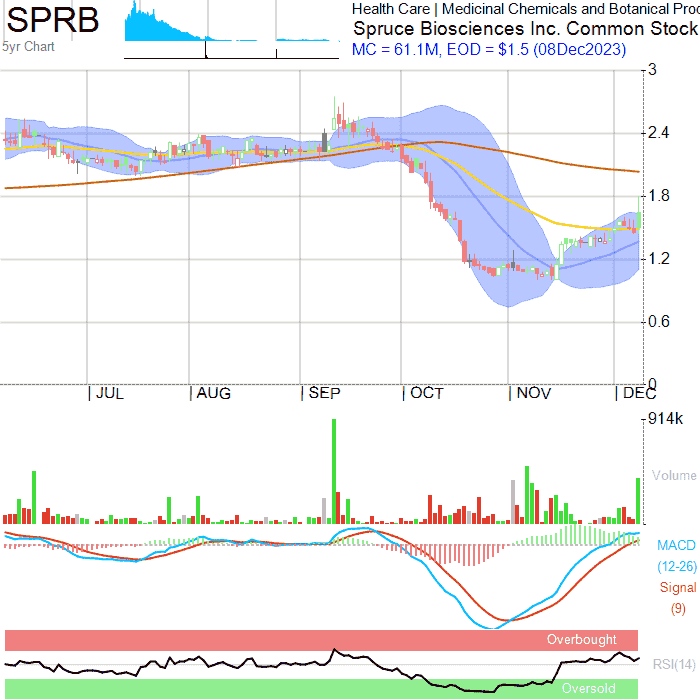 SPRB
5yr Chart
Health Care | Medicinal Chemicals and Botanical Proc
Spruce Biosciences Inc. Common Stock
MC = 61.1M, EOD = $1.5 (08Dec2023)
3
2.4
1.8
1.2
0.6
0
JUL AUG SEP OCT NOV DEC
914k
Volume
MACD
(12-26)
Signal
(9)
Overbought
RSI(14)
Oversold